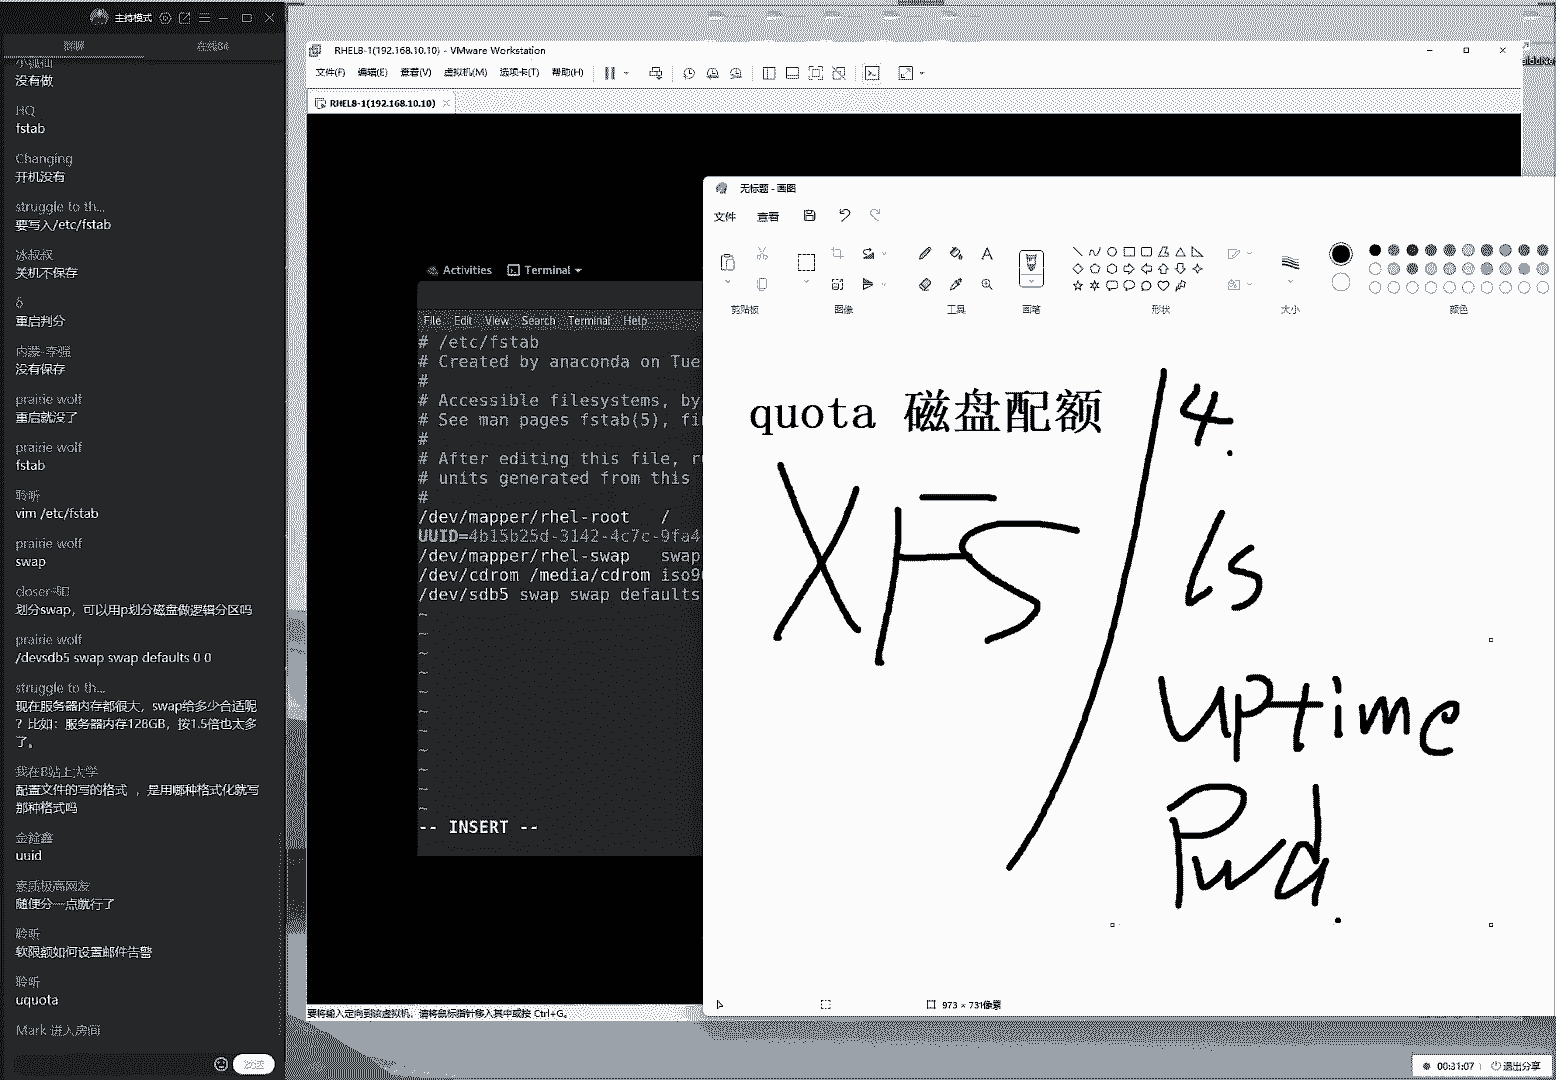 主持模式
群聊
在线84
没有做
HQ
fstab
Changing
开机没有
struggle to th...
要写入/etc/fstab
冰叔叔
关机不保存
δ
重启判分
没有保存
prairie wolf
重启就没了
prairie wolf
fstab
聆听
vim /etc/fstab
prairie wolf
swap
划分swap，可以用p划分磁盘做逻辑分区吗
prairie wolf
/devsdb5 swap swap defaults 0 0
struggle to th...
现在服务器内存都很大，swap给多少合适呢
？比如：服务器内存128GB，按1.5倍也太多
了。
我在B站上大学
配置文件的写的格式 ，是用哪种格式化就写
那种格式吗
金鑫鑫
uuid
素质极高网友
随便分一点就行了
聆听
软限额如何设置邮件告警
聆听
uquota
Mark 进入房间
发送
RHEL8-1(192.168.10.10) - VMware Workstation
文件(F) 编辑(E) 查看(V) 虚拟机(M) 选项卡(T) 帮助(H)
RHEL8-1(192.168.10.10)
Activities Terminal
File Edit View Search Terminal Help
# /etc/fstab
# Created by anaconda on Tue
#
# Accessible filesystems, by
# See man pages fstab(5), fi
#
# After editing this file, r
# units generated from this
#
/dev/mapper/rhel-root /
UUID=4b15b25d-3142-4c7c-9fa4
/dev/mapper/rhel-swap swap
/dev/cdrom /media/cdrom iso9
/dev/sdb5 swap swap defaults
~
~
~
~
~
~
~
~
~
~
~
-- INSERT --
要将输入定向到该虚拟机，请将鼠标指针移入其中或按 Ctrl+G。
无标题 - 画图
文件 查看
剪贴板 图像 工具 画笔 形状 大小 颜色
quota 磁盘配额
XFS
4.
ls
uptime
Pwd.
973 × 731像素
00:31:07 退出分享